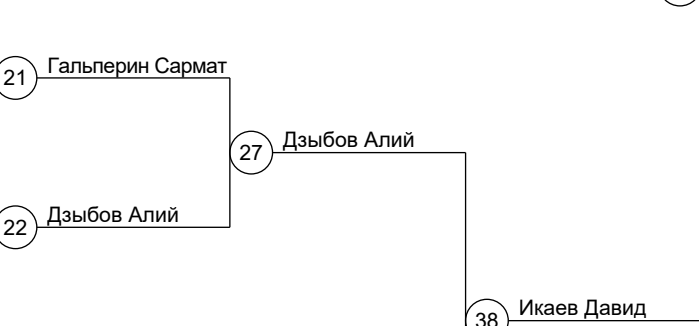 Гальперин Сармат
21
Дзыбов Алий
27
Дзыбов Алий
22
Икаев Давид
38